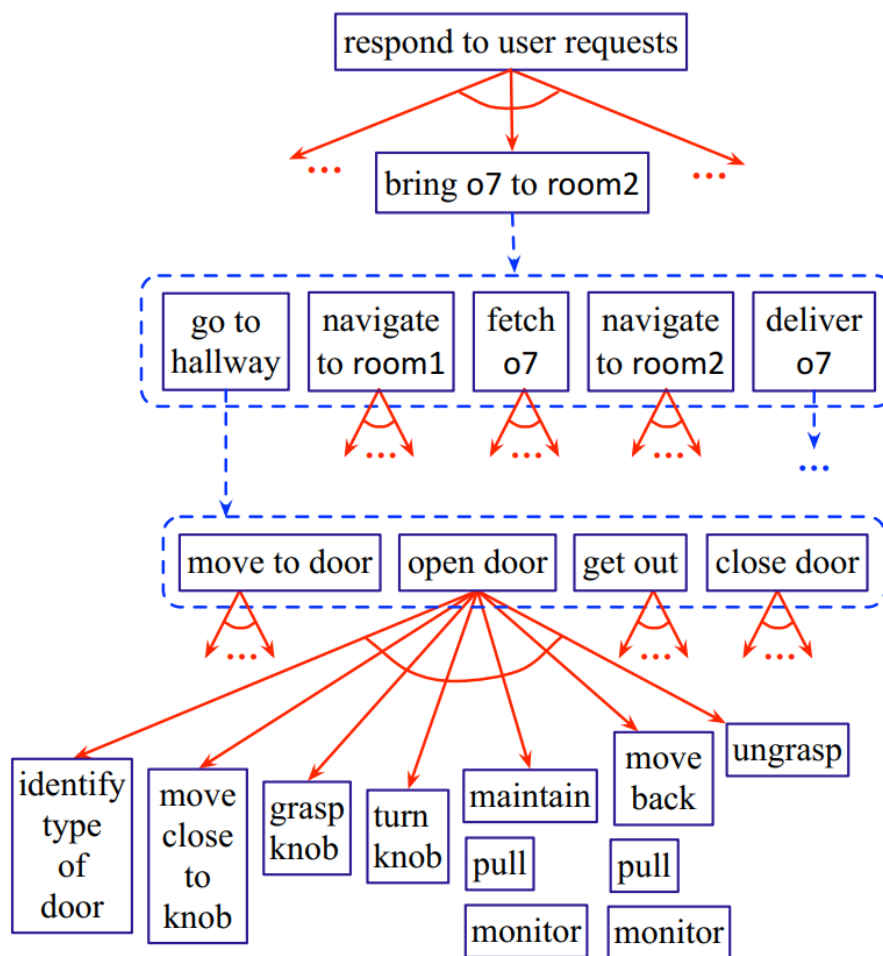 respond to user requests
...
...
bring o7 to room2
go to
hallway
navigate
to room1
fetch
o7
navigate
to room2
deliver
o7
...
...
...
...
move to door
open door
get out
close door
...
...
...
identify
type
of
door
move
close
to
knob
grasp
knob
turn
knob
maintain
pull
monitor
move
back
pull
monitor
ungrasp